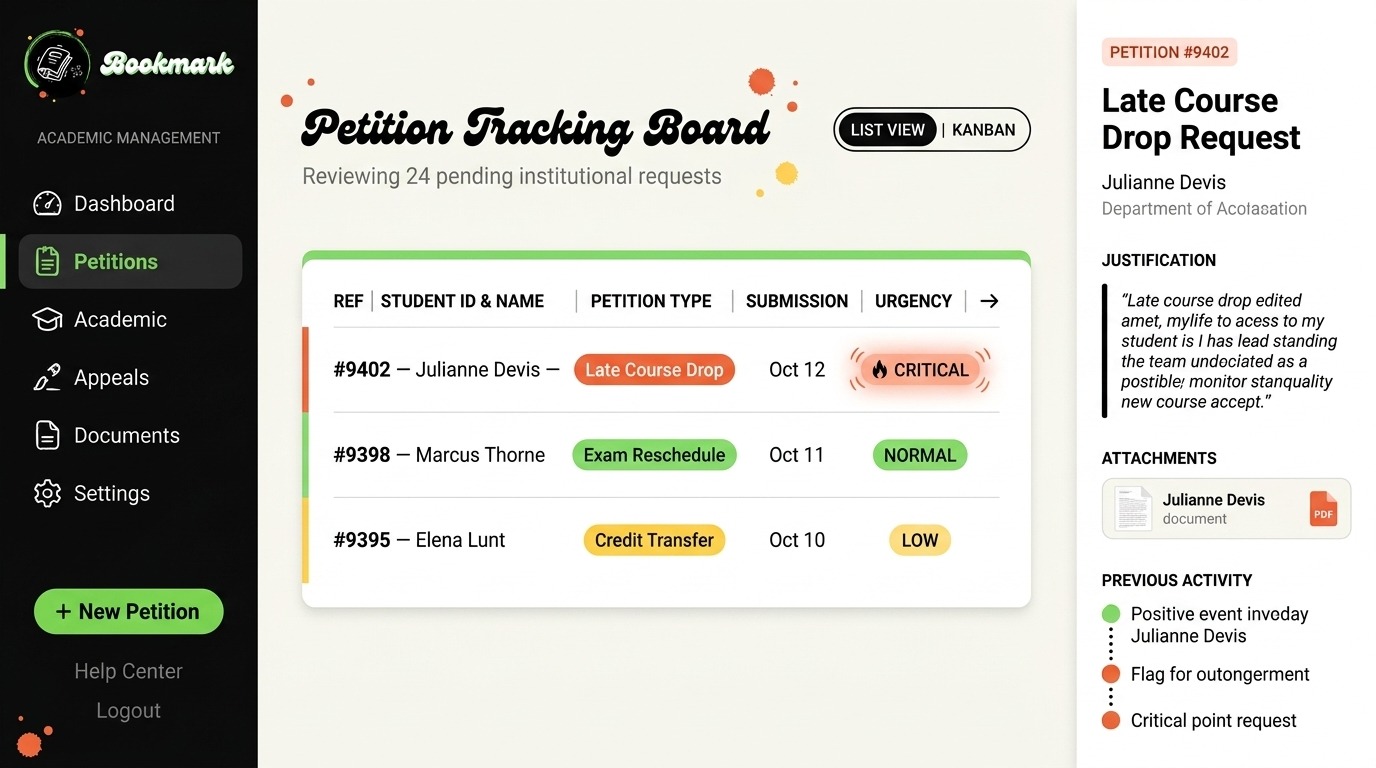 Bookmark
ACADEMIC MANAGEMENT
Dashboard
Petitions
Academic
Appeals
Documents
Settings
+ New Petition
Help Center
Logout
Petition Tracking Board
Reviewing 24 pending institutional requests
LIST VIEW | KANBAN
REF | STUDENT ID & NAME | PETITION TYPE | SUBMISSION | URGENCY | →
#9402 — Julianne Devis — Late Course Drop Oct 12 CRITICAL
#9398 — Marcus Thorne Exam Reschedule Oct 11 NORMAL
#9395 — Elena Lunt Credit Transfer Oct 10 LOW
PETITION #9402
Late Course
Drop Request
Julianne Devis
Department of
JUSTIFICATION
“Late course drop edited
amet, mylife to acess to my
student is I has lead standing
the team undociated as a
monitor stanquality
new course accept.”
ATTACHMENTS
Julianne Devis
document
PDF
PREVIOUS ACTIVITY
Positive event
Julianne Devis
Flag for outongerment
Critical point request